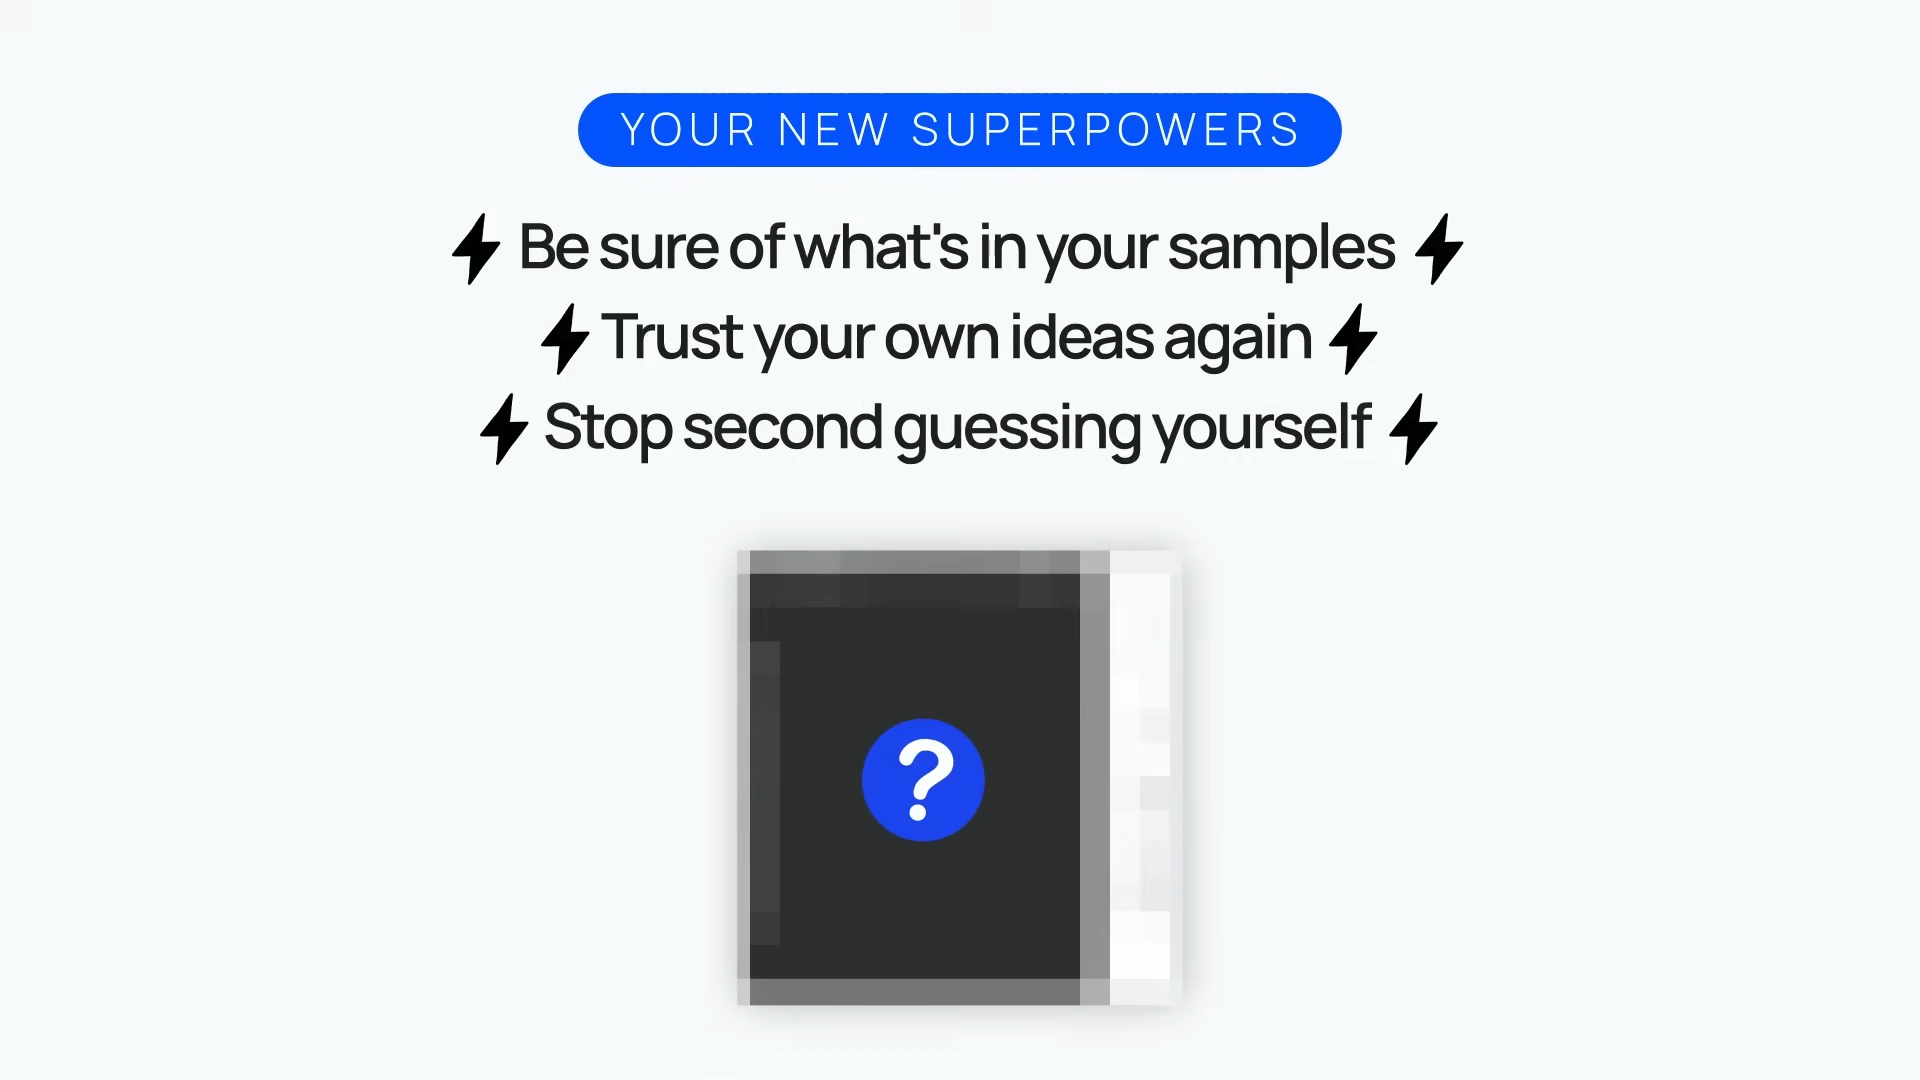 YOUR NEW SUPERPOWERS
⚡ Be sure of what's in your samples ⚡
⚡ Trust your own ideas again ⚡
⚡ Stop second guessing yourself ⚡
?